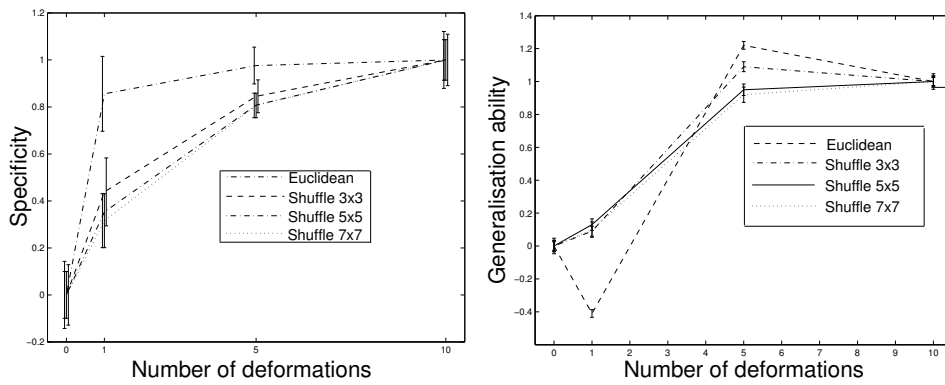 1.2
1
0.8
0.6
0.4
0.2
0
−0.2
Specificity
0 1 5 10
Number of deformations
Euclidean
Shuffle 3x3
Shuffle 5x5
Shuffle 7x7
1.4
1.2
1
0.8
0.6
0.4
0.2
0
−0.2
−0.4
Generalisation ability
0 1 2 3 4 5 6 7 8 9 10
Number of deformations
Euclidean
Shuffle 3x3
Shuffle 5x5
Shuffle 7x7